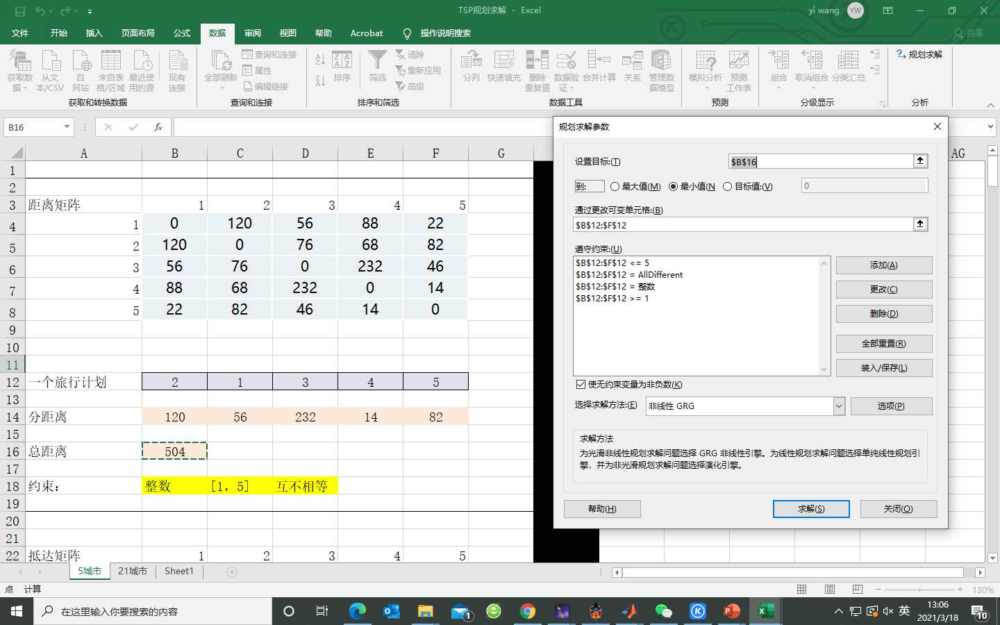 TSP规划求解 - Excel
yi wang YW
文件 开始 插入 页面布局 公式 数据 审阅 视图 帮助 Acrobat 操作说明搜索 共享
获取数据 从文本/CSV 自网站 来自表格/区域 最近使用的源 现有连接
获取和转换数据
全部刷新 查询和连接 属性 编辑链接
查询和连接
排序 筛选 清除 重新应用 高级
排序和筛选
分列 快速填充 删除重复值 数据验证 合并计算 关系 管理数据模型
数据工具
模拟分析 预测工作表
预测
组合 取消组合 分类汇总
分级显示
规划求解
分析
B16 fx
A B C D E F G AG
1
2
3 距离矩阵 1 2 3 4 5
4 1 0 120 56 88 22
5 2 120 0 76 68 82
6 3 56 76 0 232 46
7 4 88 68 232 0 14
8 5 22 82 46 14 0
9
10
11
12 一个旅行计划 2 1 3 4 5
13
14 分距离 120 56 232 14 82
15
16 总距离 504
17
18 约束: 整数 [1, 5] 互不相等
19
20
21
22 抵达矩阵 1 2 3 4 5
规划求解参数
设置目标:(T) $B$16
到: 最大值(M) 最小值(N 目标值:(V) 0
通过更改可变单元格:(B)
$B$12:$F$12
遵守约束:(U)
$B$12:$F$12 <= 5
$B$12:$F$12 = AllDifferent
$B$12:$F$12 = 整数
$B$12:$F$12 >= 1
添加(A)
更改(C)
删除(D)
全部重置(R)
装入/保存(L)
使无约束变量为非负数(K)
选择求解方法:(E) 非线性 GRG 选项(P)
求解方法
为光滑非线性规划求解问题选择 GRG 非线性引擎。为线性规划求解问题选择单纯线性规划引
擎，并为非光滑规划求解问题选择演化引擎。
帮助(H) 求解(S) 关闭(O)
5城市 21城市 Sheet1
点 计算 130%
在这里输入你要搜索的内容
1
英 13:06
2021/3/18
10